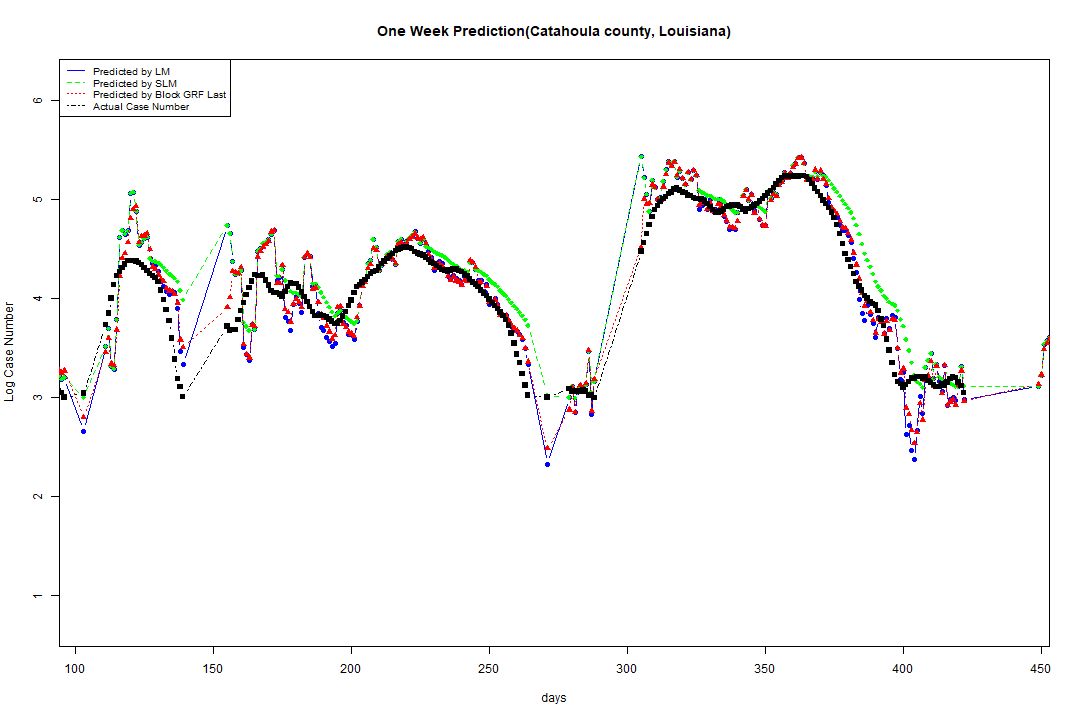 One Week Prediction(Catahoula county, Louisiana)
Predicted by LM
Predicted by SLM
Predicted by Block GRF Last
Actual Case Number
Log Case Number
6
5
4
3
2
1
100 150 200 250 300 350 400 450
days